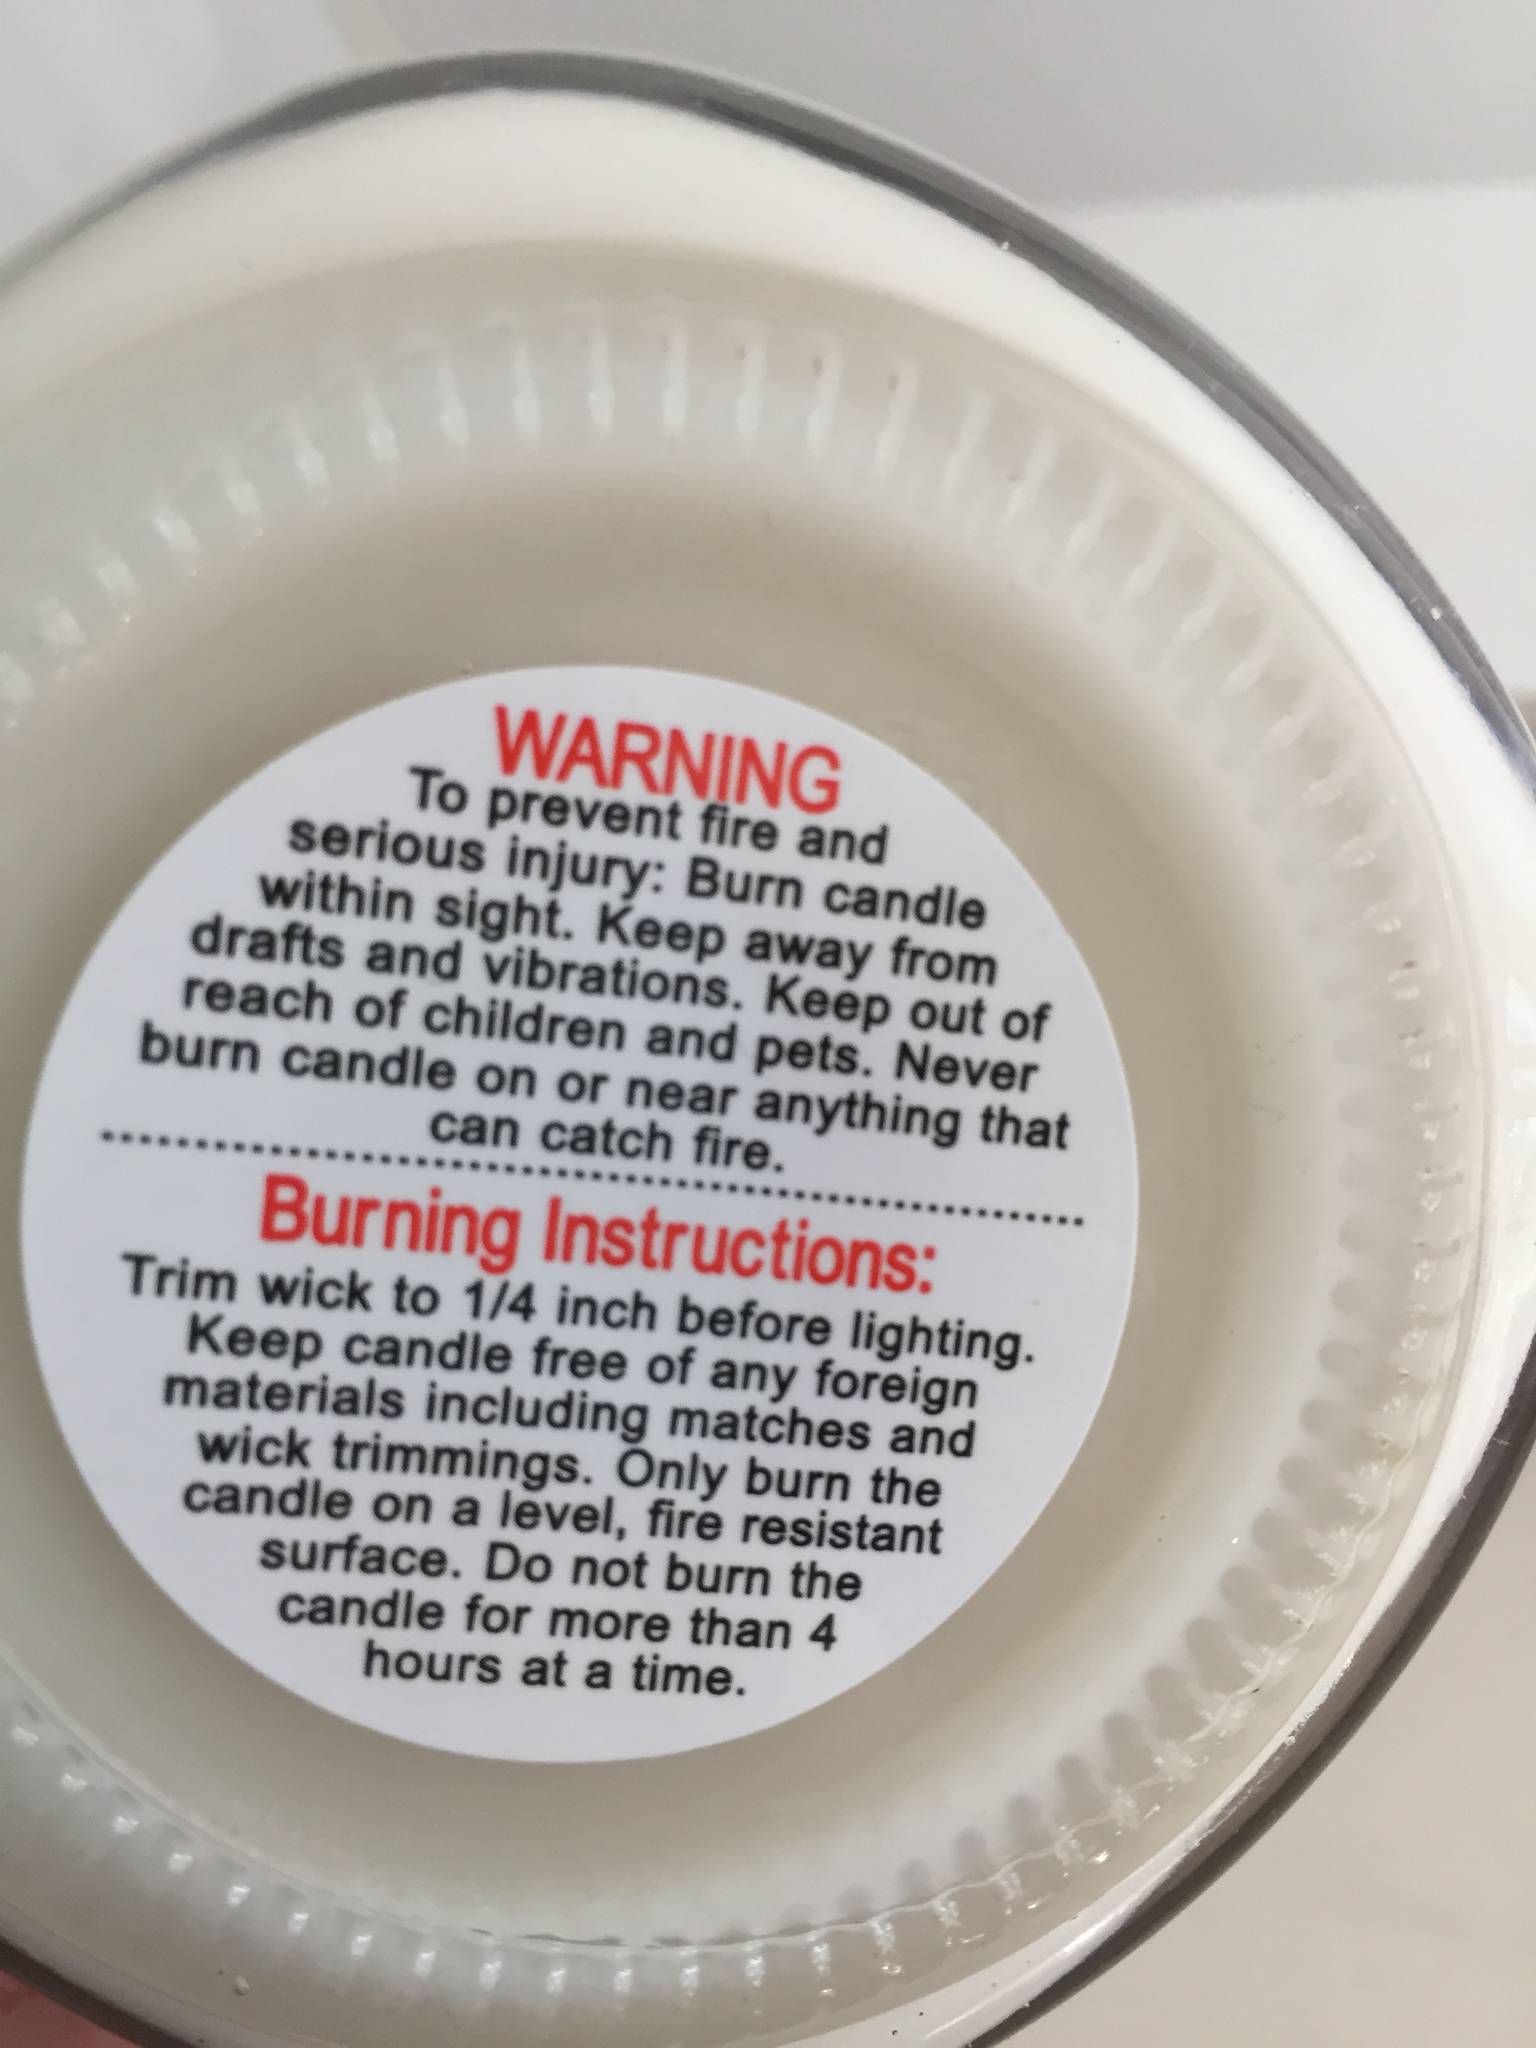 WARNING
To prevent fire and
serious injury: Burn candle
within sight. Keep away from
drafts and vibrations. Keep out of
reach of children and pets. Never
burn candle on or near anything that
can catch fire.
Burning Instructions:
Trim wick to 1/4 inch before lighting.
Keep candle free of any foreign
materials including matches and
wick trimmings. Only burn the
candle on a level, fire resistant
surface. Do not burn the
candle for more than 4
hours at a time.